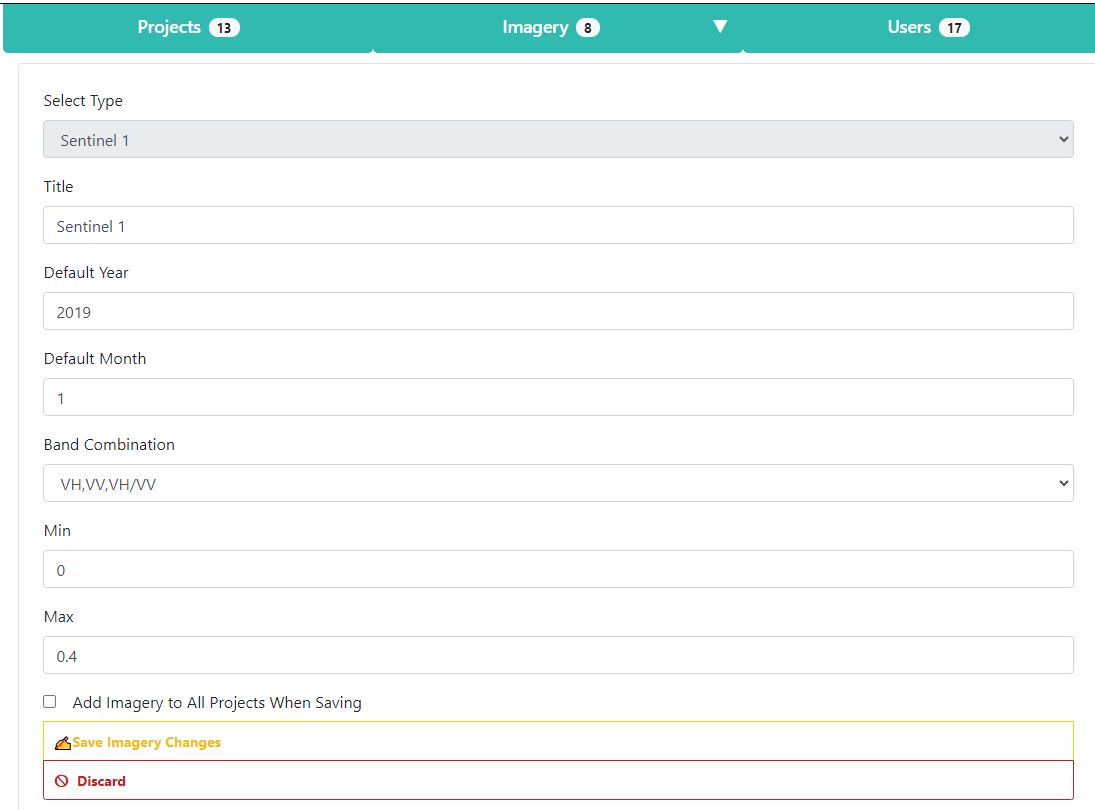 Projects 13 Imagery 8 ▼ Users 17
Select Type
Sentinel 1
Title
Sentinel 1
Default Year
2019
Default Month
1
Band Combination
VH,VV,VH/VV
Min
0
Max
0.4
Add Imagery to All Projects When Saving
Save Imagery Changes
Discard